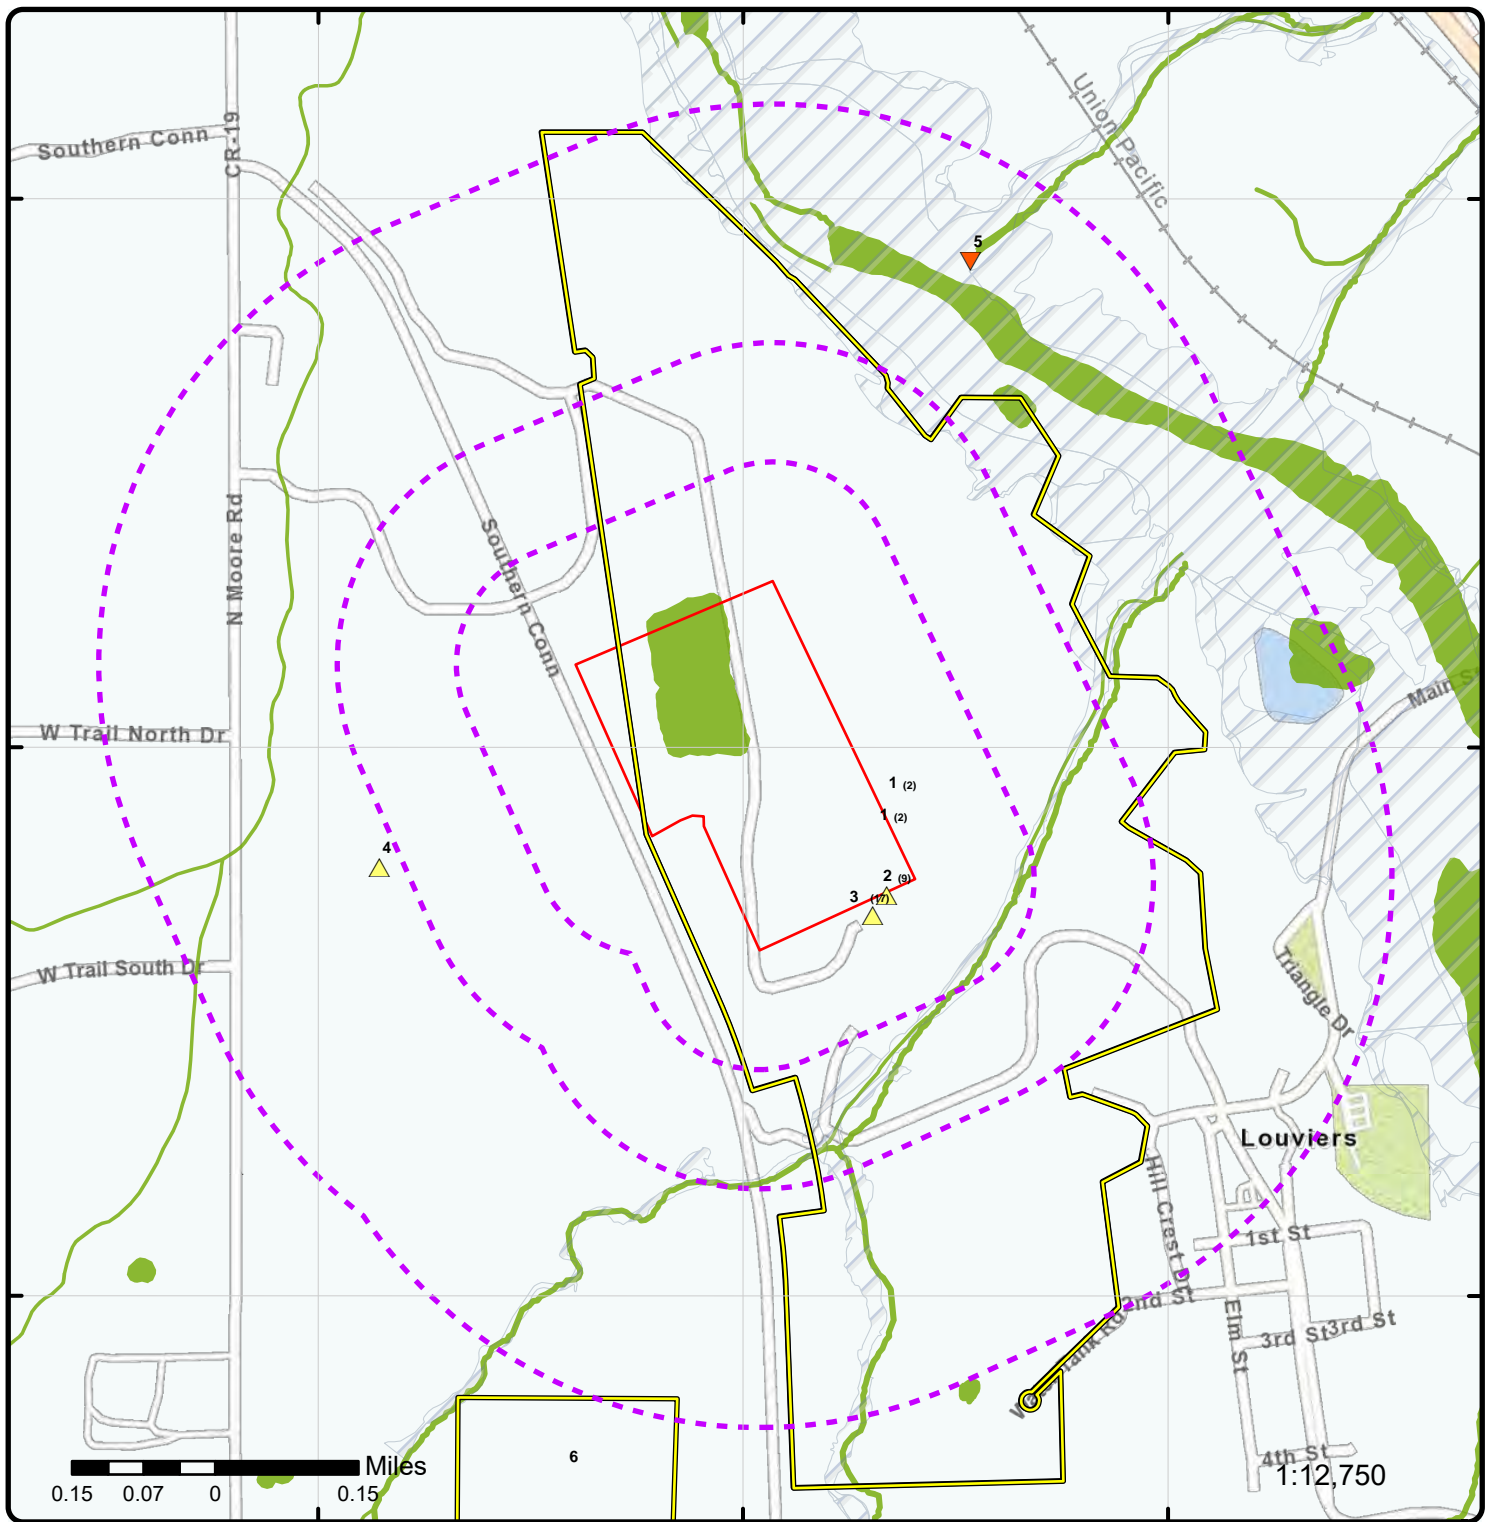 Union Pacific
Southern Conn
CR-19
5
N Moore Rd
Southern Conn
Main S
W Trail North Dr
1 (2)
1 (2)
4
2 (9)
3 (17)
W Trail South Dr
Triangle Dr
Louviers
Hill Crest Dr
1st St
2nd St
Elm St
3rd St
3rd St
4th St
6
Miles
0.15
0.07
0
0.15
1:12,750